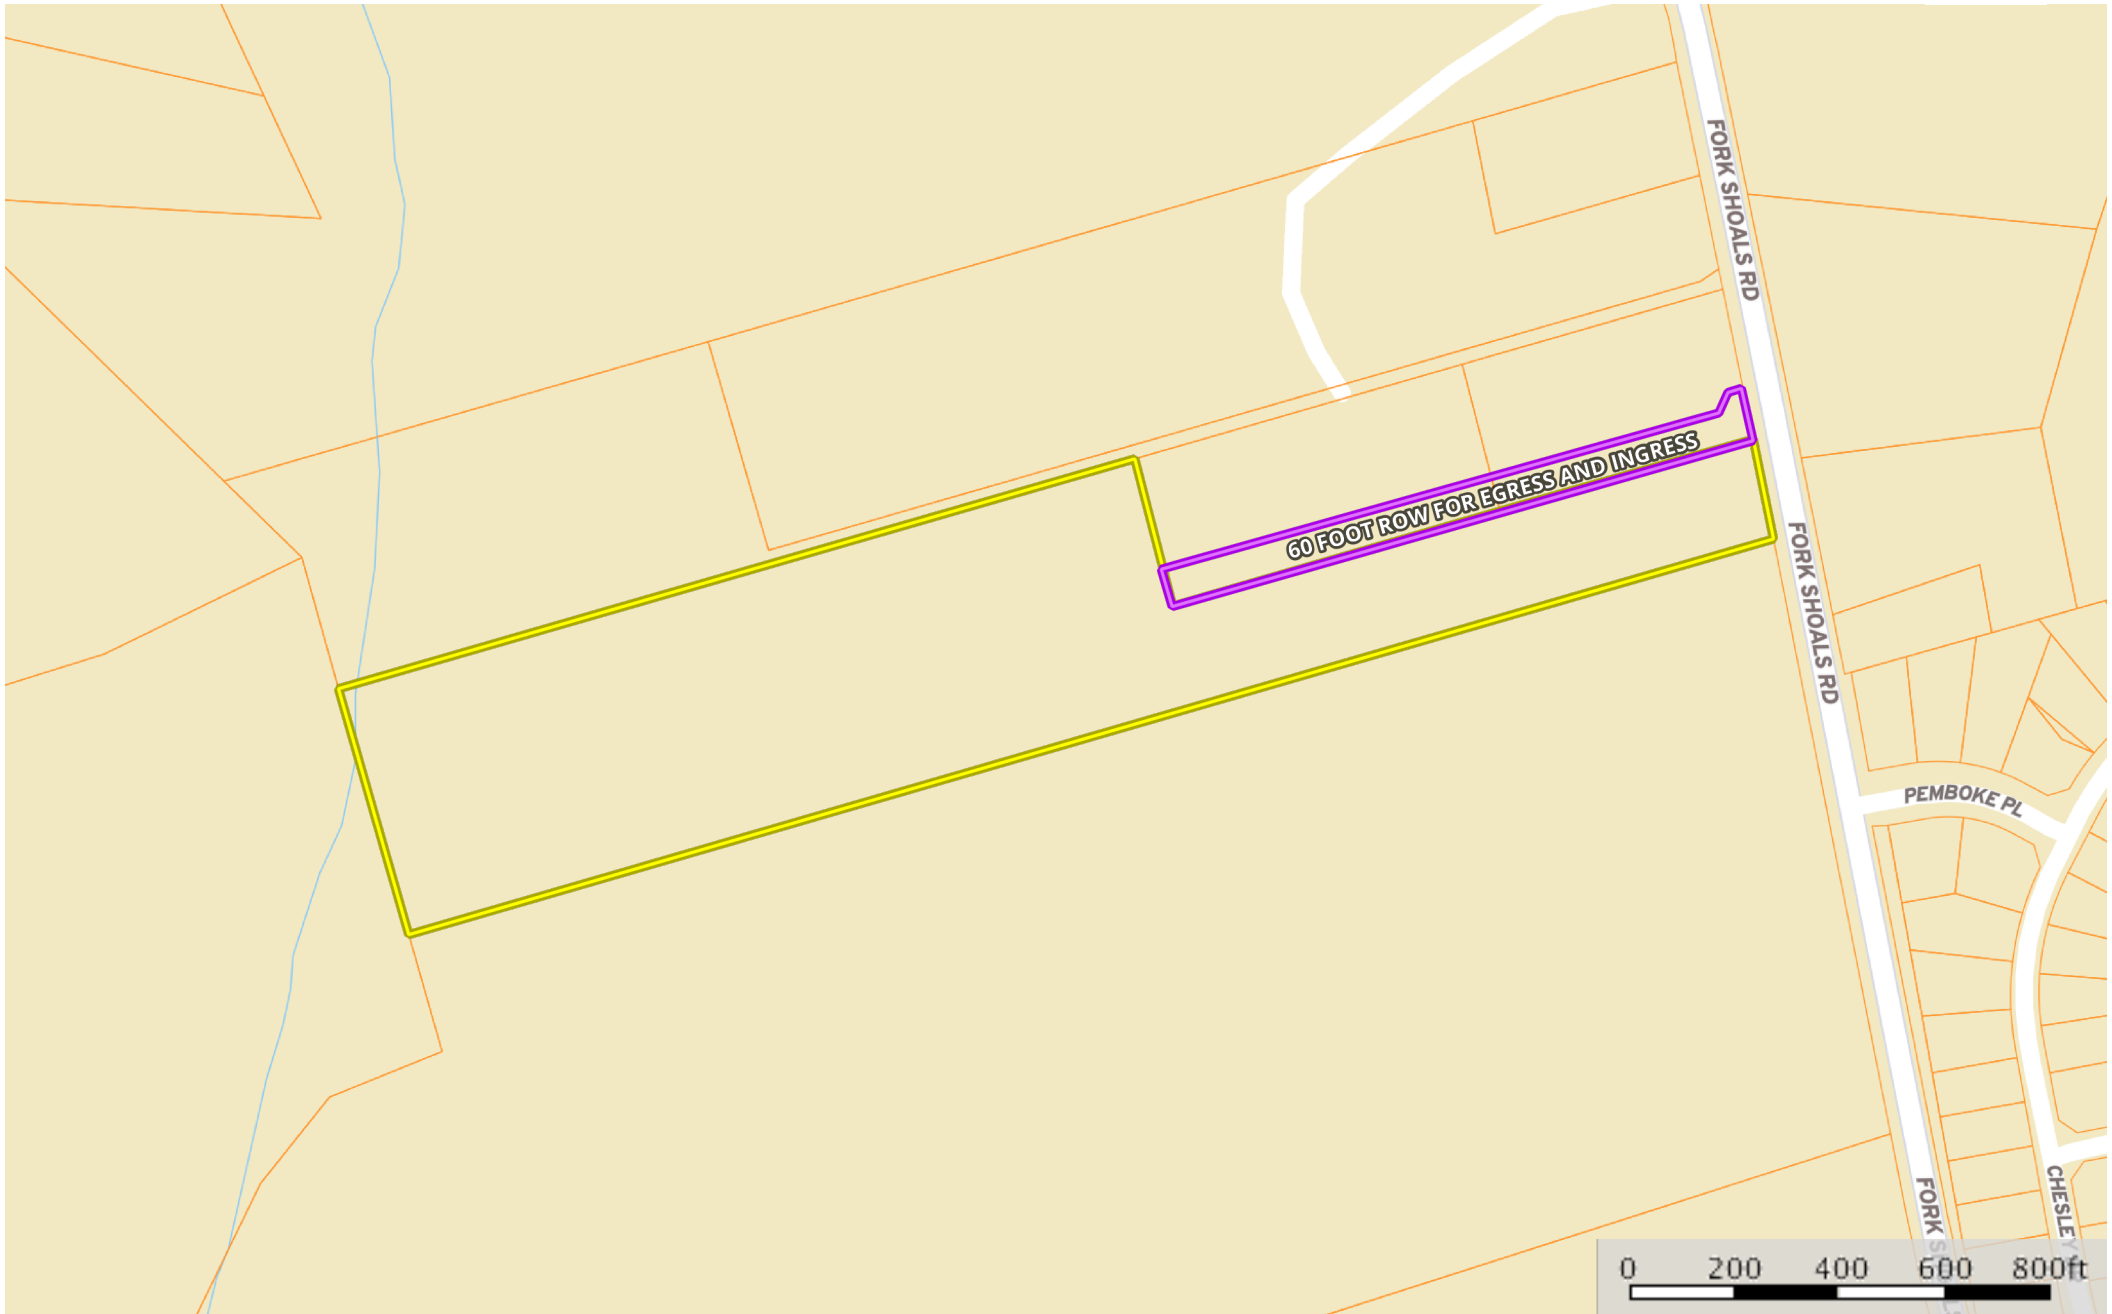 FORK SHOALS RD
60 FOOT ROW FOR EGRESS AND INGRESS
FORK SHOALS RD
PEMBOKE PL
CHESLEY
FORK
0 200 400 600 800ft